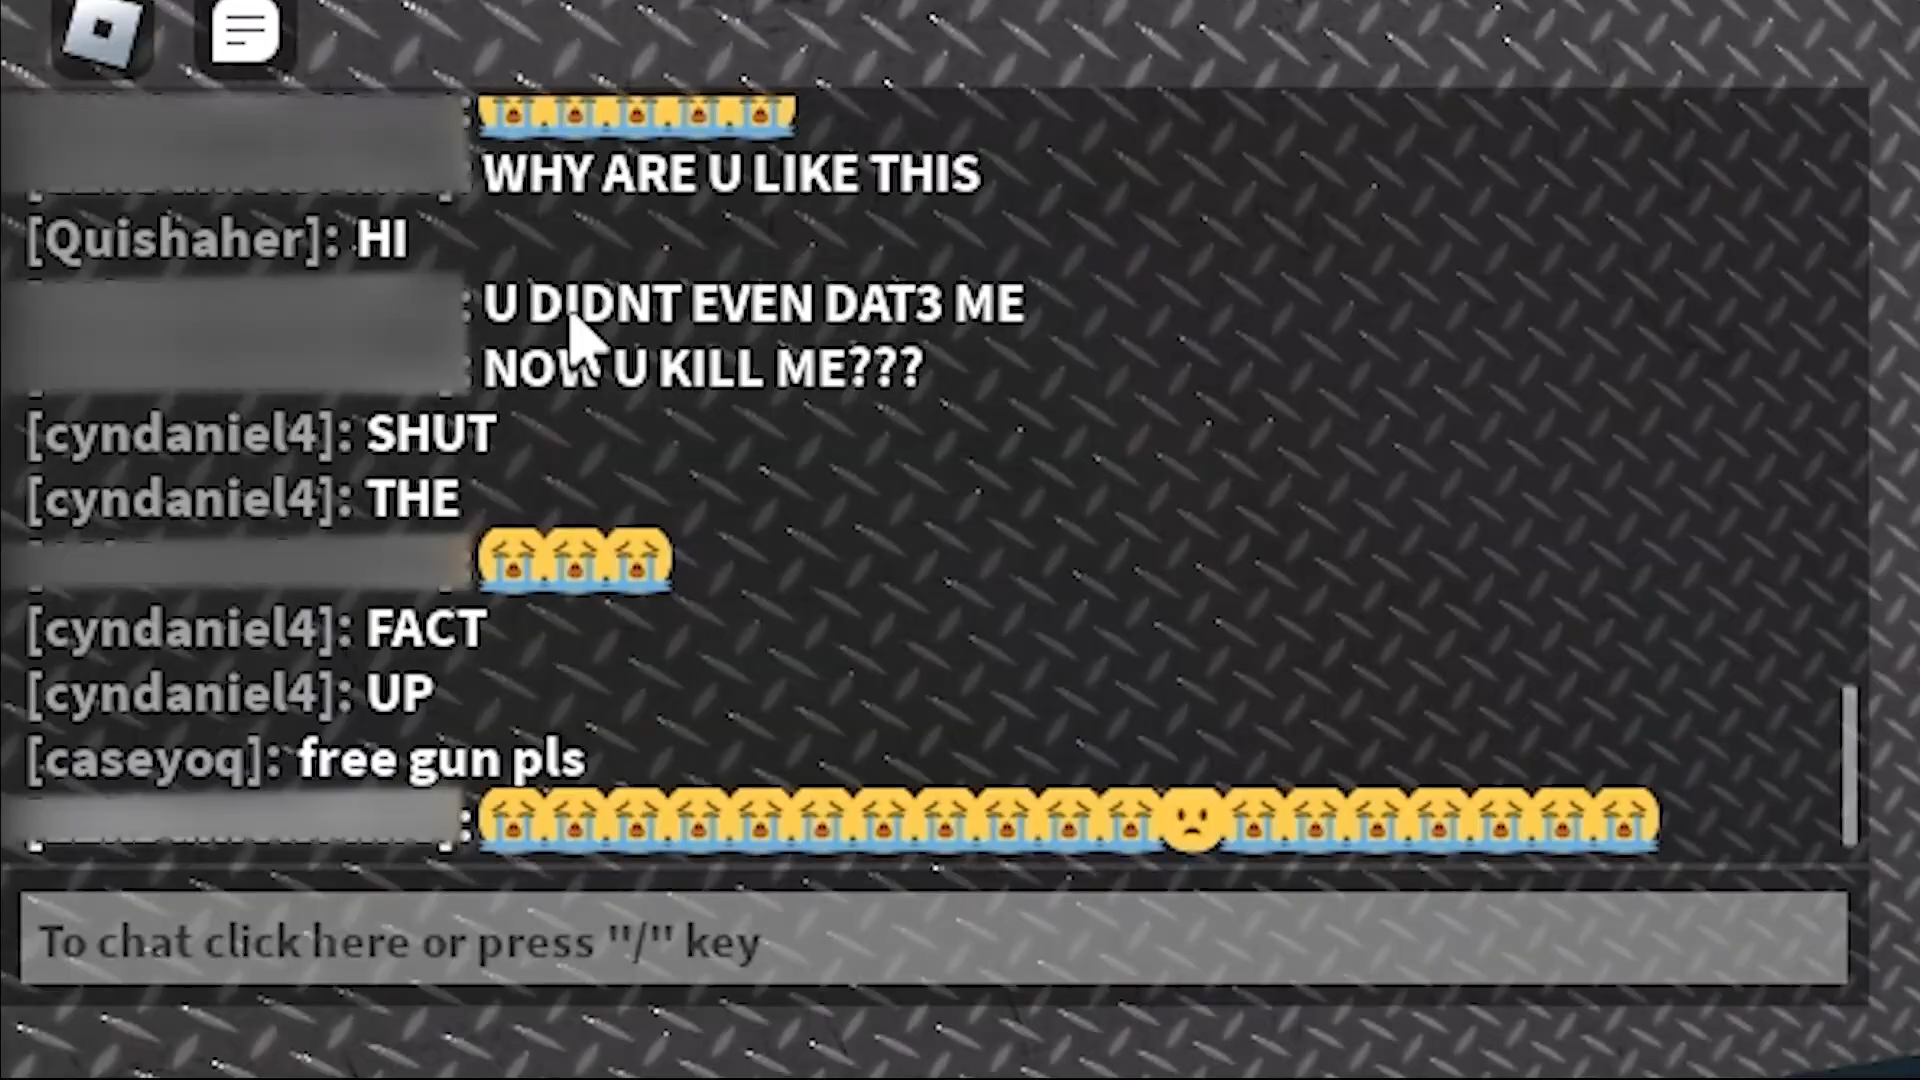 : 😭😭😭😭😭
: WHY ARE U LIKE THIS
[Quishaher]: HI
: U DIDNT EVEN DAT3 ME
: NOW U KILL ME???
[cyndaniel4]: SHUT
[cyndaniel4]: THE
😭😭😭
[cyndaniel4]: FACT
[cyndaniel4]: UP
[caseyoq]: free gun pls
: 😭😭😭😭😭😭😭😭😭😭😭🙁😭😭😭😭😭😭😭
To chat click here or press "/" key